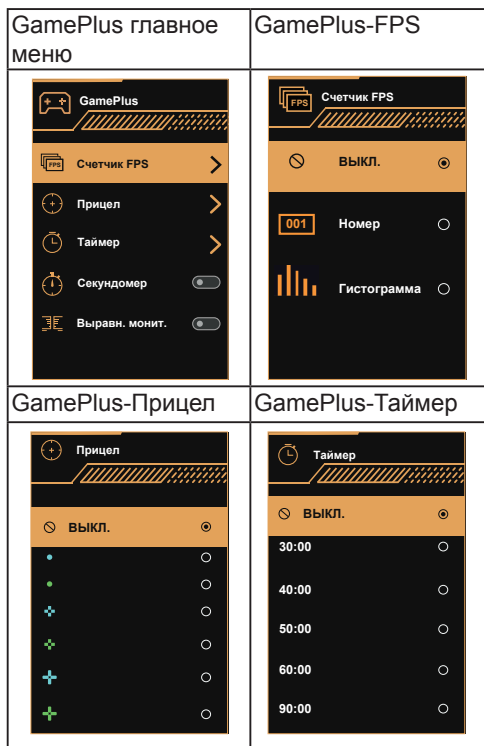 GamePlus главное
меню
GamePlus-FPS
GamePlus
FPS Счетчик FPS
Прицел
Таймер
Секундомер
Выравн. монит.
FPS Счетчик FPS
ВЫКЛ.
001 Номер
Гистограмма
GamePlus-Прицел
GamePlus-Таймер
Прицел
ВЫКЛ.
Таймер
ВЫКЛ.
30:00
40:00
50:00
60:00
90:00